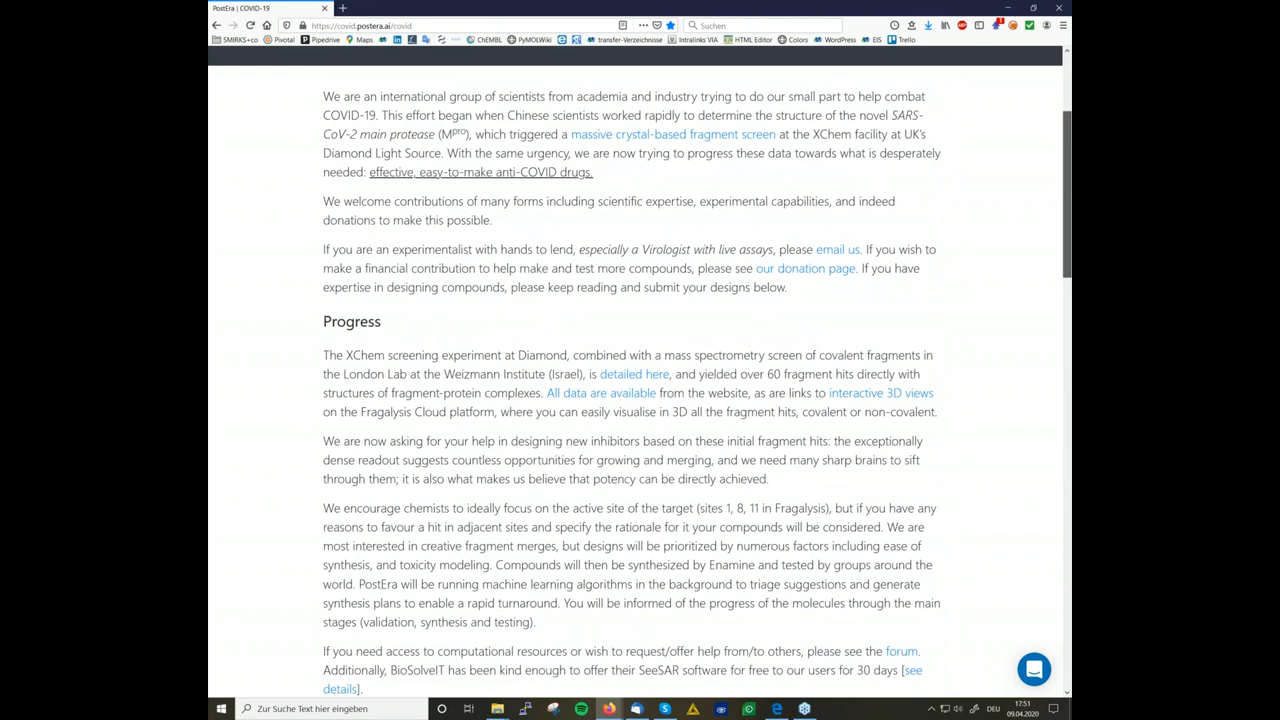 PostEra | COVID-19
https://covid.postera.ai/covid
Suchen
SMIRKS+co Pivotal Pipedrive Maps ChEMBL PyMOLWiki transfer-Verzeichnisse Intralinks VIA HTML Editor Colors WordPress EIS Trello
We are an international group of scientists from academia and industry trying to do our small part to help combat
COVID-19. This effort began when Chinese scientists worked rapidly to determine the structure of the novel SARS-
CoV-2 main protease (Mpro), which triggered a massive crystal-based fragment screen at the XChem facility at UK's
Diamond Light Source. With the same urgency, we are now trying to progress these data towards what is desperately
needed: effective, easy-to-make anti-COVID drugs.
We welcome contributions of many forms including scientific expertise, experimental capabilities, and indeed
donations to make this possible.
If you are an experimentalist with hands to lend, especially a Virologist with live assays, please email us. If you wish to
make a financial contribution to help make and test more compounds, please see our donation page. If you have
expertise in designing compounds, please keep reading and submit your designs below.
Progress
The XChem screening experiment at Diamond, combined with a mass spectrometry screen of covalent fragments in
the London Lab at the Weizmann Institute (Israel), is detailed here, and yielded over 60 fragment hits directly with
structures of fragment-protein complexes. All data are available from the website, as are links to interactive 3D views
on the Fragalysis Cloud platform, where you can easily visualise in 3D all the fragment hits, covalent or non-covalent.
We are now asking for your help in designing new inhibitors based on these initial fragment hits: the exceptionally
dense readout suggests countless opportunities for growing and merging, and we need many sharp brains to sift
through them; it is also what makes us believe that potency can be directly achieved.
We encourage chemists to ideally focus on the active site of the target (sites 1, 8, 11 in Fragalysis), but if you have any
reasons to favour a hit in adjacent sites and specify the rationale for it your compounds will be considered. We are
most interested in creative fragment merges, but designs will be prioritized by numerous factors including ease of
synthesis, and toxicity modeling. Compounds will then be synthesized by Enamine and tested by groups around the
world. PostEra will be running machine learning algorithms in the background to triage suggestions and generate
synthesis plans to enable a rapid turnaround. You will be informed of the progress of the molecules through the main
stages (validation, synthesis and testing).
If you need access to computational resources or wish to request/offer help from/to others, please see the forum.
Additionally, BioSolveIT has been kind enough to offer their SeeSAR software for free to our users for 30 days [see
details].
Zur Suche Text hier eingeben
DEU
17:51
09.04.2020